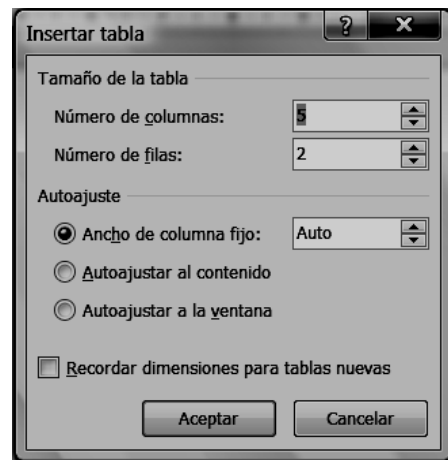 Insertar tabla
Tamaño de la tabla
Número de columnas: 5
Número de filas: 2
Autoajuste
Ancho de columna fijo: Auto
Autoajustar al contenido
Autoajustar a la ventana
Recordar dimensiones para tablas nuevas
Aceptar Cancelar